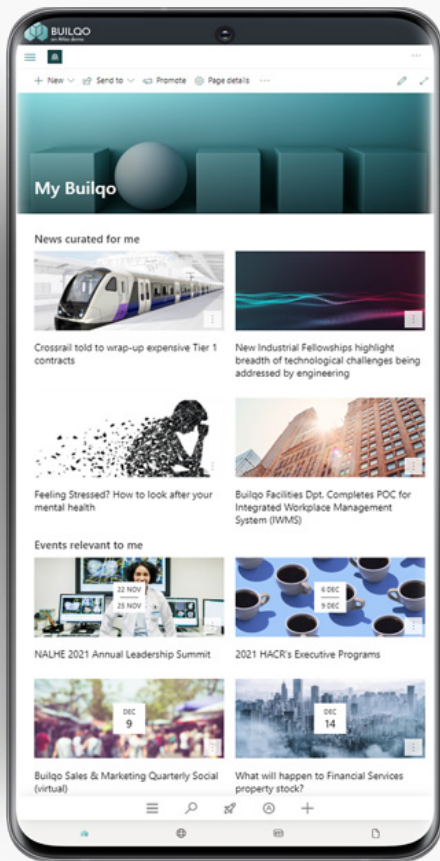 BUILQO
an Atlas demo
New
Send to
Promote
Page details
My Builqo
News curated for me
Crossrail told to wrap-up expensive Tier 1
contracts
New Industrial Fellowships highlight
breadth of technological challenges being
addressed by engineering
Feeling Stressed? How to look after your
mental health
Builqo Facilities Dpt. Completes POC for
Integrated Workplace Management
System (IWMS)
Events relevant to me
22 NOV
25 NOV
6 DEC
9 DEC
NALHE 2021 Annual Leadership Summit
2021 HACR's Executive Programs
DEC
9
DEC
14
Builqo Sales & Marketing Quarterly Social
(virtual)
What will happen to Financial Services
property stock?